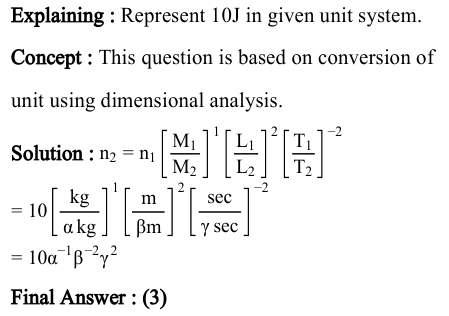 Explaining : Represent 10J in given unit system.
Concept : This question is based on conversion of
unit using dimensional analysis.
Solution : n₂ = n₁ [M₁/M₂]¹ [L₁/L₂]² [T₁/T₂]⁻²
= 10 [kg/α kg]¹ [m/βm]² [sec/γ sec]⁻²
= 10α⁻¹β⁻²γ²
Final Answer : (3)